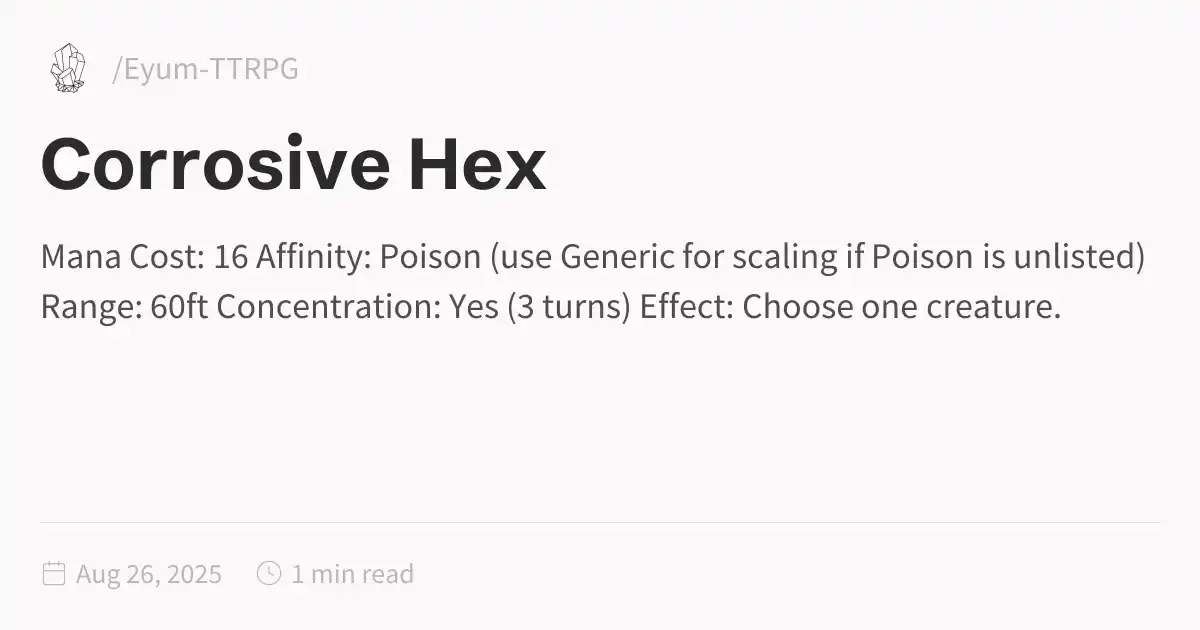 /Eyum-TTRPG
Corrosive Hex
Mana Cost: 16 Affinity: Poison (use Generic for scaling if Poison is unlisted)
Range: 60ft Concentration: Yes (3 turns) Effect: Choose one creature.
Aug 26, 2025 1 min read